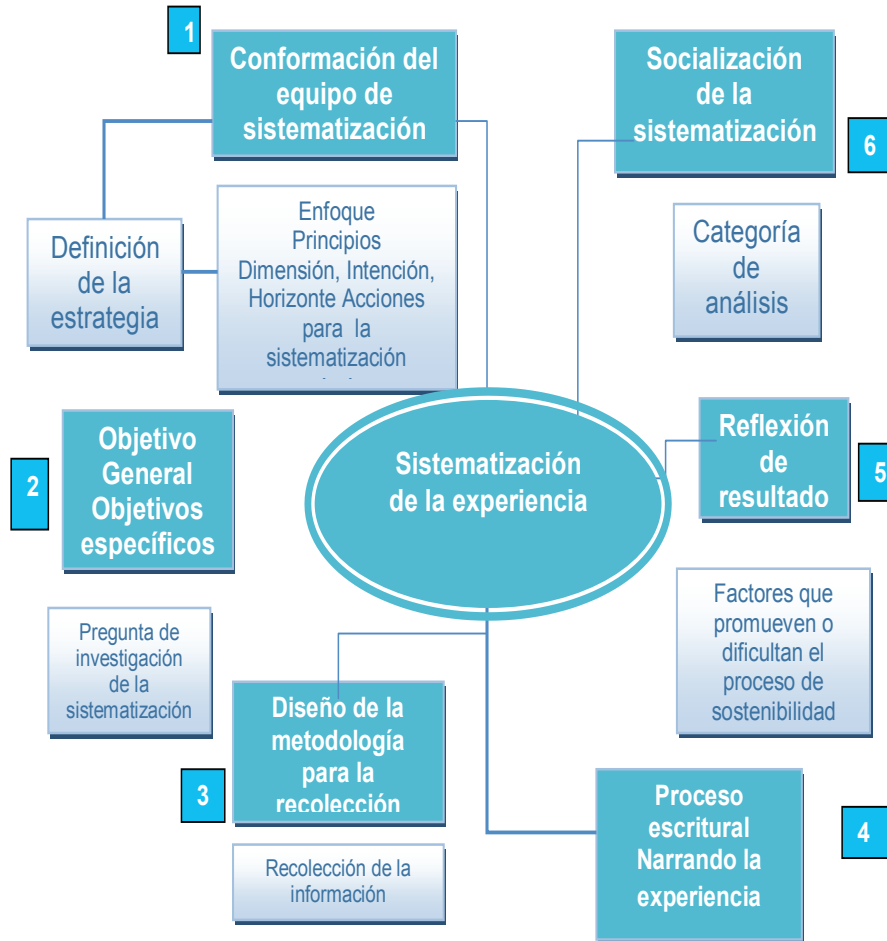 1
Conformación del
equipo de
sistematización
Definición
de la
estrategia
Enfoque
Principios
Dimensión, Intención,
Horizonte Acciones
para la
sistematización
2
Objetivo
General
Objetivos
específicos
Pregunta de
investigación
de la
sistematización
3
Diseño de la
metodología
para la
recolección
Recolección de la
información
Sistematización
de la experiencia
4
Proceso
escritural
Narrando la
experiencia
5
Reflexión
de
resultado
Factores que
promueven o
dificultan el
proceso de
sostenibilidad
6
Socialización
de la
sistematización
Categoría
de
análisis